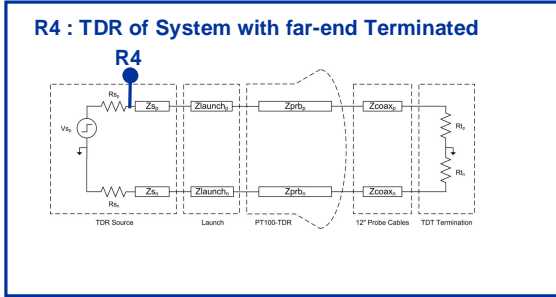 R4 : TDR of System with far-end Terminated
R4
Rsp
Zsp Zlaunchp Zprbp Zcoaxp
Vsp
Rtp
Rtn
Zsn Zlaunchn Zprbn Zcoaxn
Rsn
TDR Source Launch PT100-TDR 12" Probe Cables TDT Termination